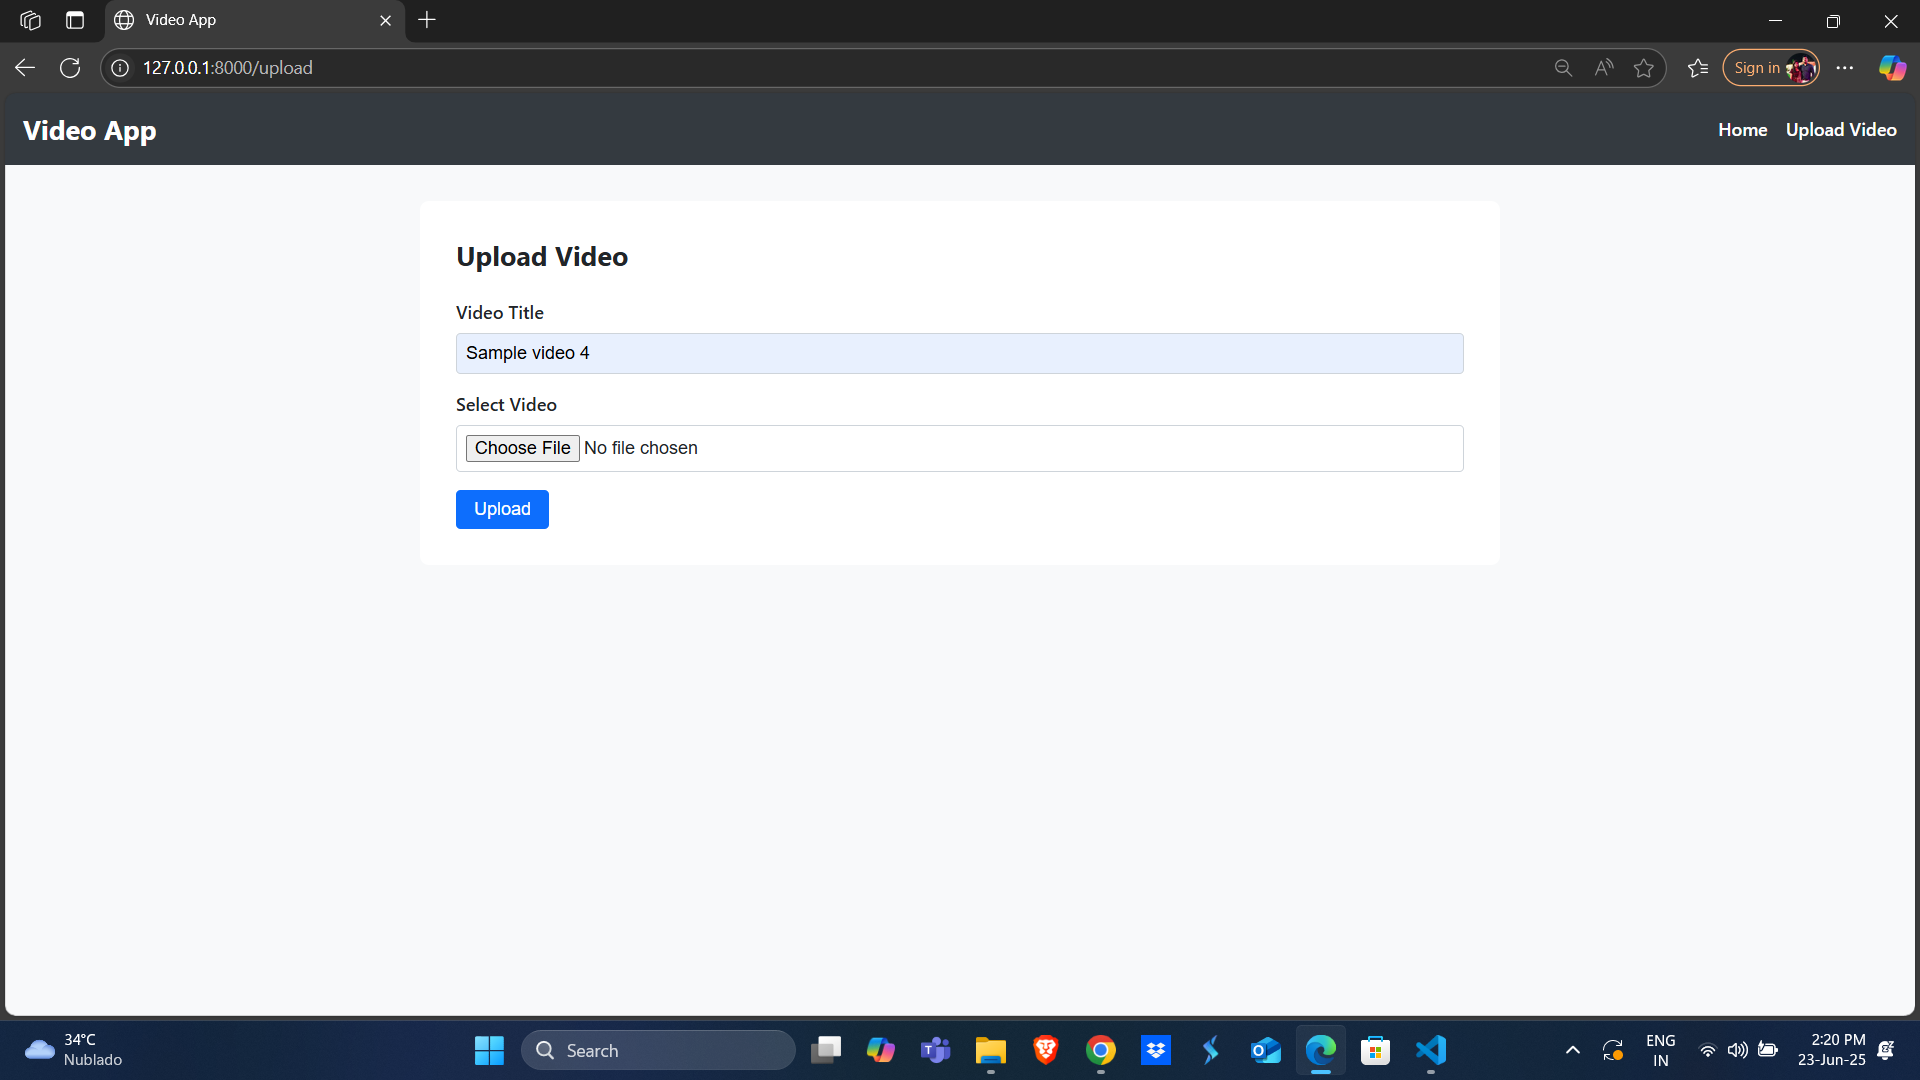 Video App
127.0.0.1:8000/upload
Sign in
Video App
Home Upload Video
Upload Video
Video Title
Sample video 4
Select Video
Choose File No file chosen
Upload
34°C
Nublado
Search
ENG
IN
2:20 PM
23-Jun-25